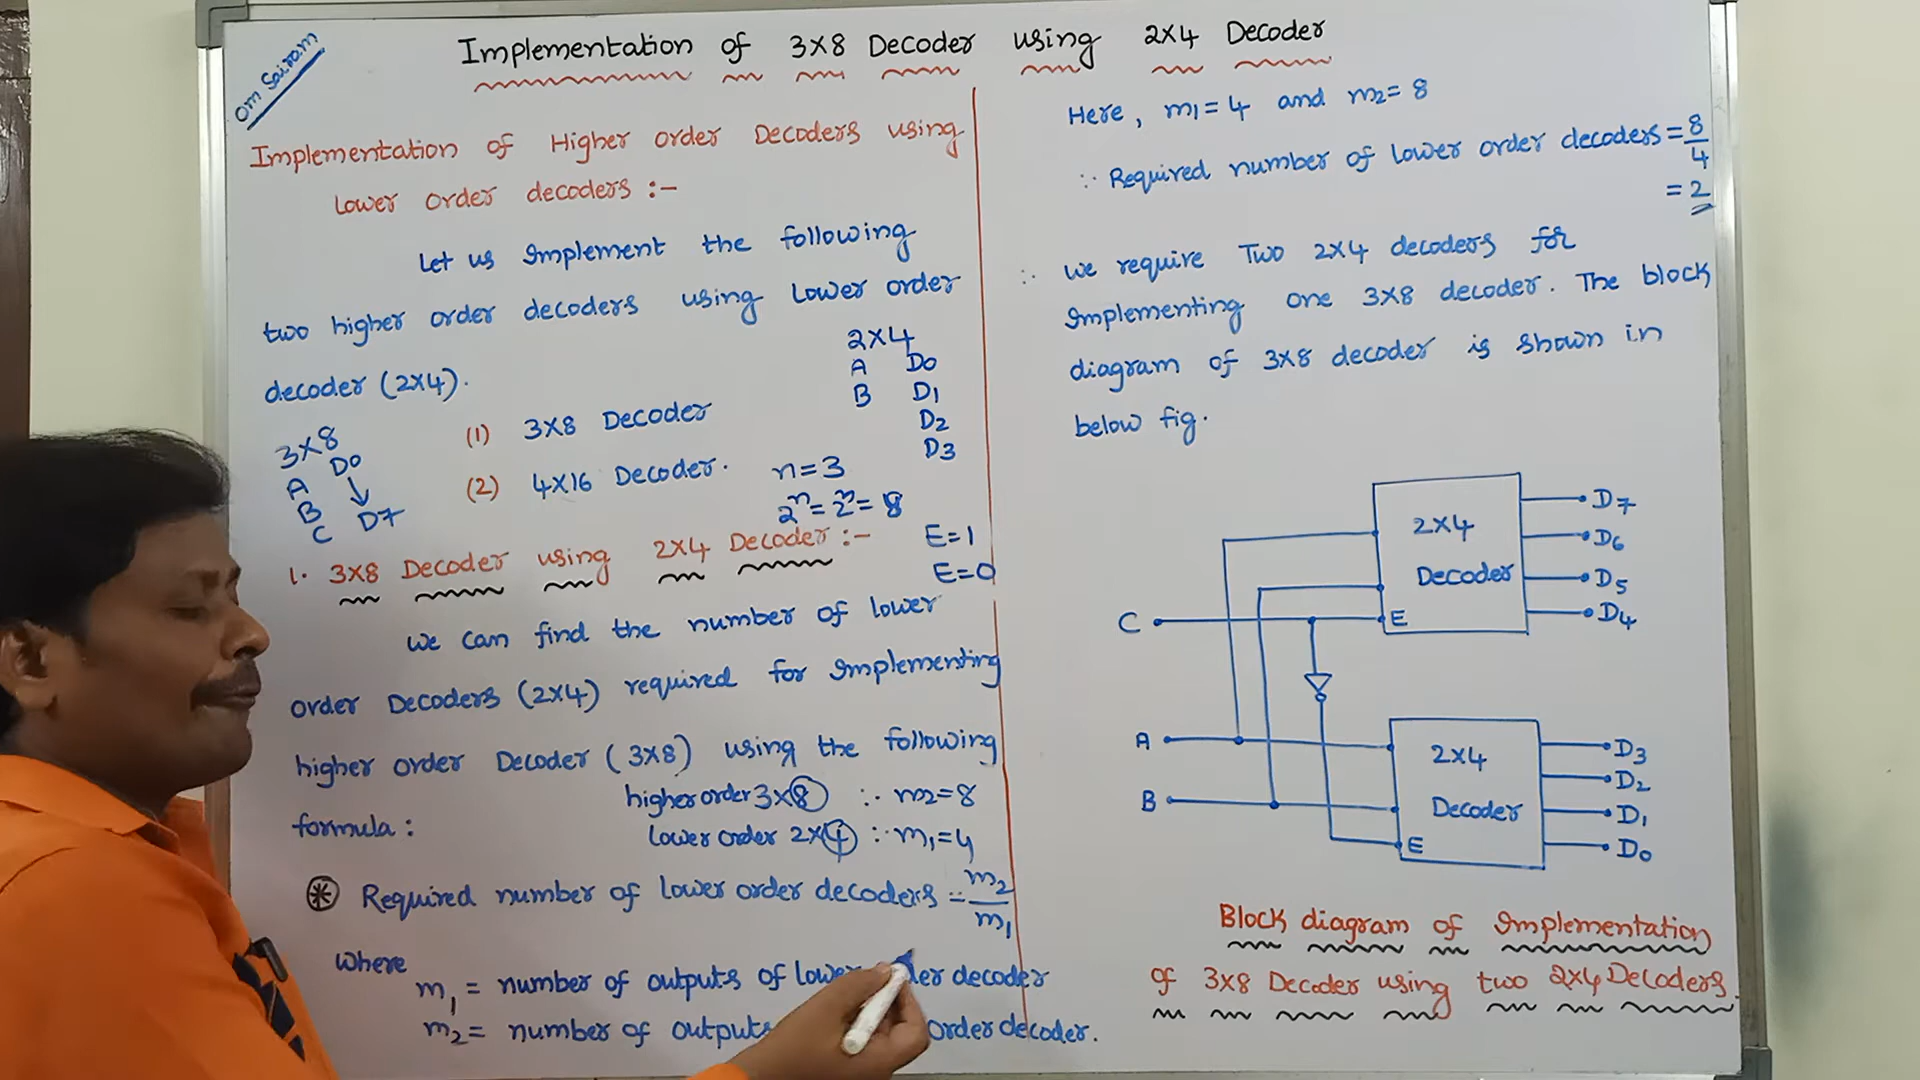 Om Sairam
Implementation of 3X8 Decoder using 2X4 Decoder
Implementation of Higher order Decoders using
Lower order decoders :-
Let us Implement the following
two higher order decoders using Lower order
decoder (2X4).
2X4
A D0
B D1
D2
D3
3X8
A D0
B
C D7
(1) 3X8 Decoder
(2) 4X16 Decoder.
n=3
2^n = 2^n = 8
E=1
E=0
1. 3X8 Decoder using 2X4 Decoder :-
We can find the number of lower
order Decoders (2X4) required for Implementing
higher order Decoder (3X8) using the following
formula :
higher order 3X8 ∴ m2=8
lower order 2X4 ∴ m1=4
* Required number of lower order decoders = m2/m1
Where
m1 = number of outputs of lower order decoder
m2 = number of outputs order decoder.
Here, m1=4 and m2=8
∵ Required number of lower order decoders = 8/4
= 2
∴ We require Two 2X4 decoders for
Implementing one 3X8 decoder. The block
diagram of 3X8 decoder is shown in
below fig.
2X4
Decoder
E
D7
D6
D5
D4
C
A
B
2X4
Decoder
E
D3
D2
D1
D0
Block diagram of Implementation
of 3X8 Decoder using two 2X4 Decoders.